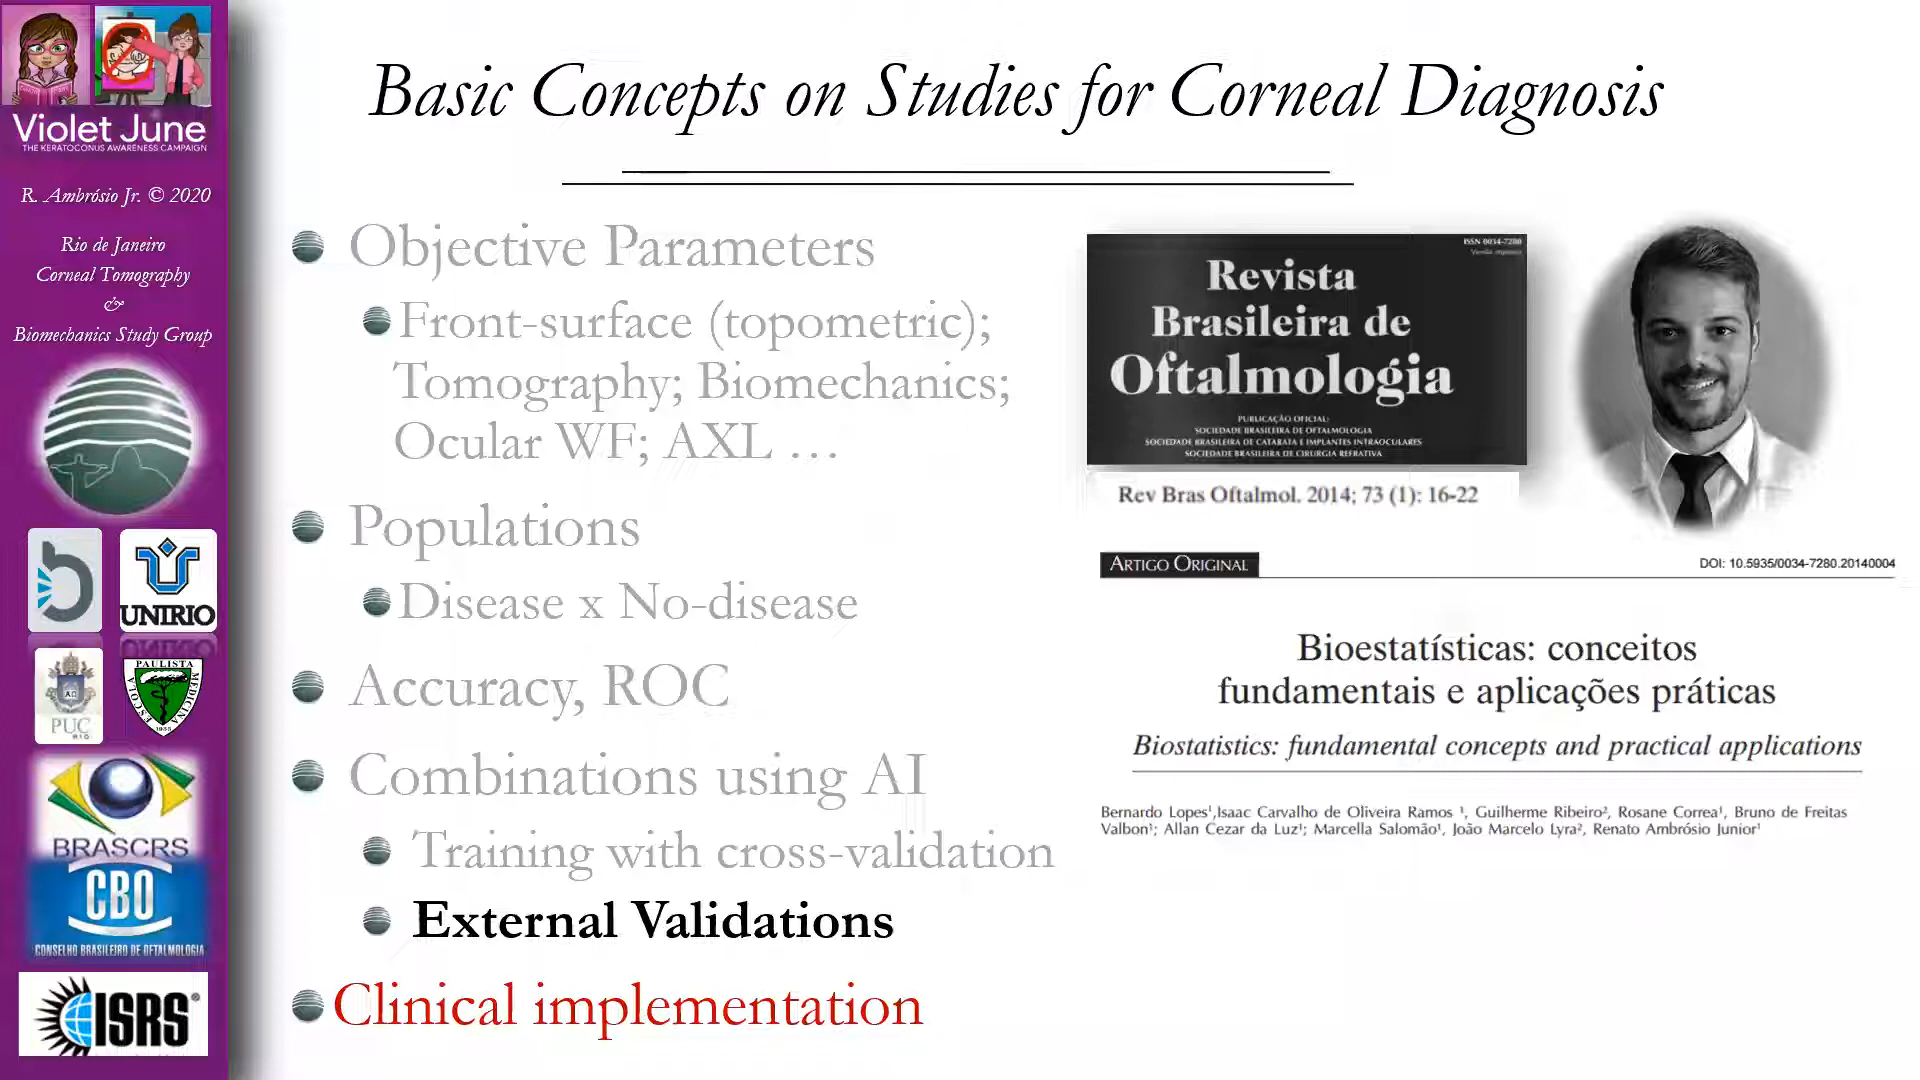 Violet June
THE KERATOCONUS AWARENESS CAMPAIGN
R. Ambrósio Jr. © 2020
Rio de Janeiro
Corneal Tomography
&
Biomechanics Study Group
UNIRIO
PUC
RIO
ESCOLA PAULISTA MEDICINA
1933
BRASCRS
CBO
CONSELHO BRASILEIRO DE OFTALMOLOGIA
ISRS®
Basic Concepts on Studies for Corneal Diagnosis
Objective Parameters
Front-surface (topometric);
Tomography; Biomechanics;
Ocular WF; AXL …
Populations
Disease x No-disease
Accuracy, ROC
Combinations using AI
Training with cross-validation
External Validations
Clinical implementation
ISSN 0034-7280
Revista
Brasileira de
Oftalmologia
PUBLICAÇÃO OFICIAL:
SOCIEDADE BRASILEIRA DE OFTALMOLOGIA
SOCIEDADE BRASILEIRA DE CATARATA E IMPLANTES INTRAOCULARES
SOCIEDADE BRASILEIRA DE CIRURGIA REFRATIVA
Rev Bras Oftalmol. 2014; 73 (1): 16-22
ARTIGO ORIGINAL
DOI: 10.5935/0034-7280.20140004
Bioestatísticas: conceitos
fundamentais e aplicações práticas
Biostatistics: fundamental concepts and practical applications
Bernardo Lopes¹,Isaac Carvalho de Oliveira Ramos ¹, Guilherme Ribeiro², Rosane Correa¹, Bruno de Freitas
Valbon¹; Allan Cezar da Luz¹; Marcella Salomão¹, João Marcelo Lyra², Renato Ambrósio Junior¹